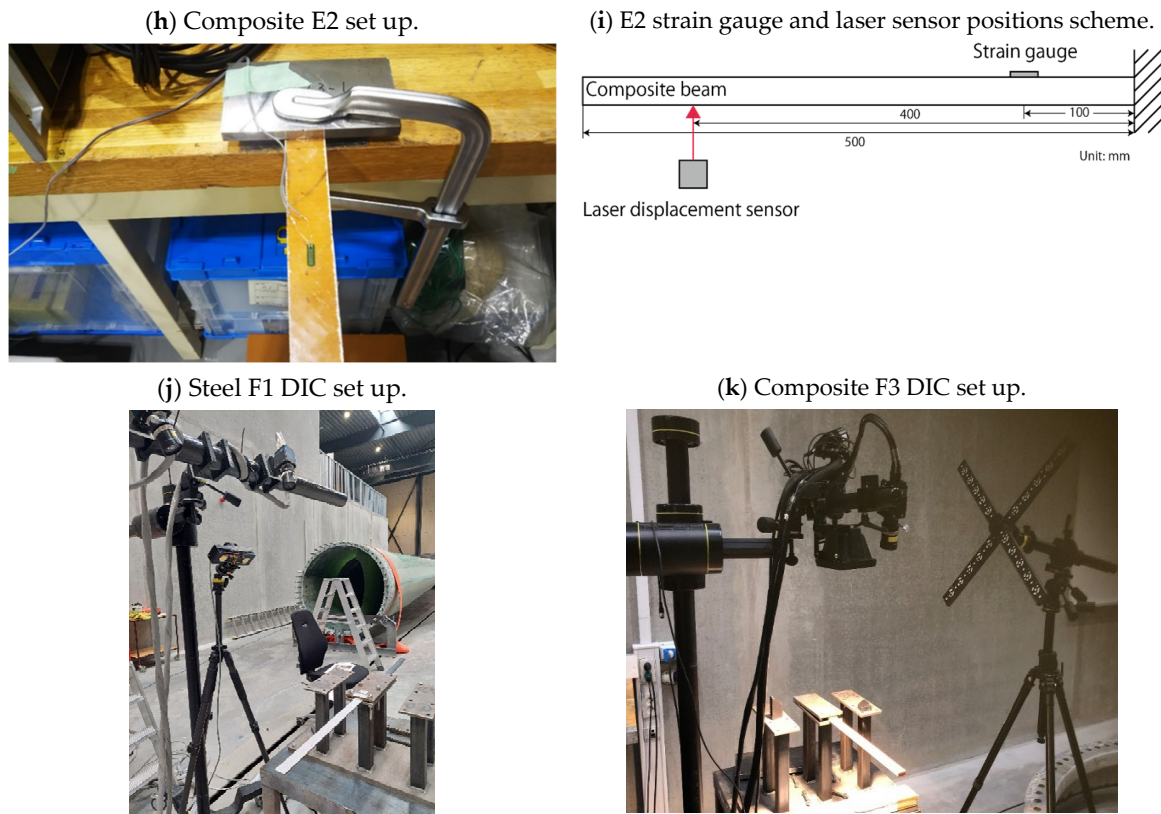 (h) Composite E2 set up.
(i) E2 strain gauge and laser sensor positions scheme.
Strain gauge
Composite beam
100
400
500
Unit: mm
Laser displacement sensor
(j) Steel F1 DIC set up.
(k) Composite F3 DIC set up.